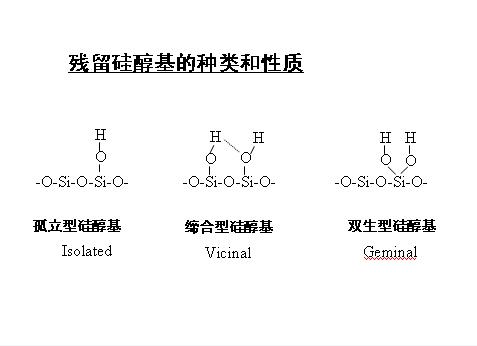 残留硅醇基的种类和性质
H H H H H
O O O O O
-O-Si-O-Si-O- -O-Si-O-Si-O- -O-Si-O-Si-O-
孤立型硅醇基 缔合型硅醇基 双生型硅醇基
Isolated Vicinal Geminal